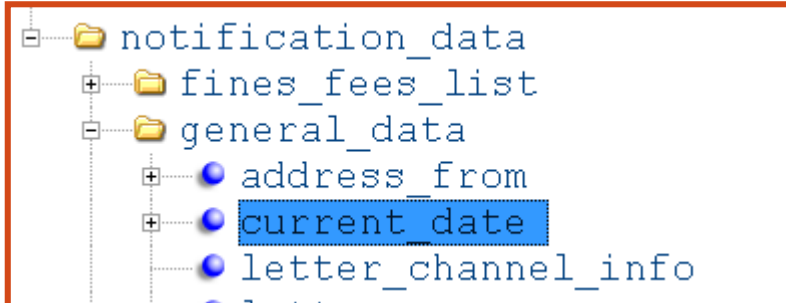 notification_data
fines_fees_list
general_data
address_from
current_date
letter_channel_info